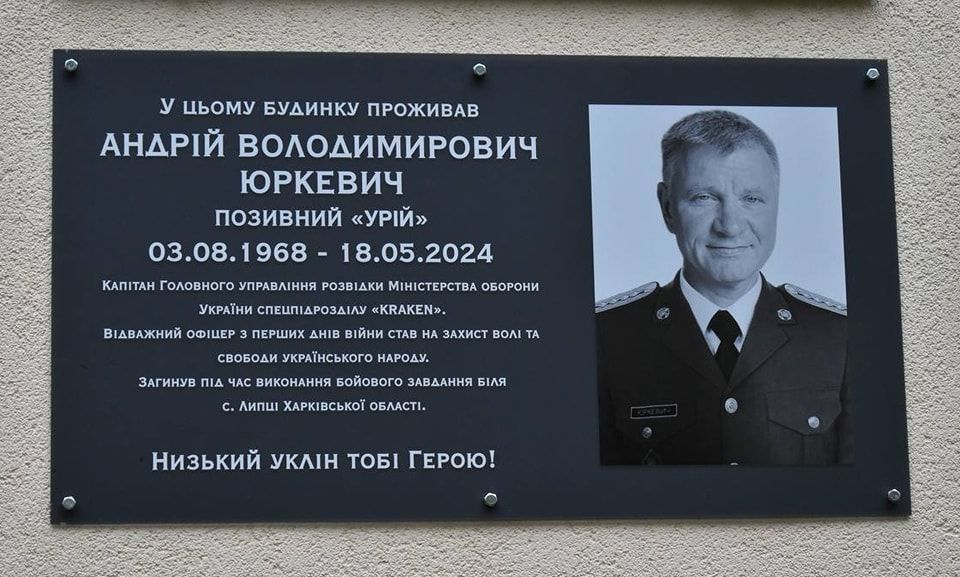 У ЦЬОМУ БУДИНКУ ПРОЖИВАВ
АНДРІЙ ВОЛОДИМИРОВИЧ
ЮРКЕВИЧ
ПОЗИВНИЙ «УРІЙ»
03.08.1968 - 18.05.2024
КАПІТАН ГОЛОВНОГО УПРАВЛІННЯ РОЗВІДКИ МІНІСТЕРСТВА ОБОРОНИ
УКРАЇНИ СПЕЦПІДРОЗДІЛУ «KRAKEN».
ВІДВАЖНИЙ ОФІЦЕР З ПЕРШИХ ДНІВ ВІЙНИ СТАВ НА ЗАХИСТ ВОЛІ ТА
СВОБОДИ УКРАЇНСЬКОГО НАРОДУ.
ЗАГИНУВ ПІД ЧАС ВИКОНАННЯ БОЙОВОГО ЗАВДАННЯ БІЛЯ
С. ЛИПЦІ ХАРКІВСЬКОЇ ОБЛАСТІ.
НИЗЬКИЙ УКЛІН ТОБІ ГЕРОЮ!
ЮРКЕВИЧ